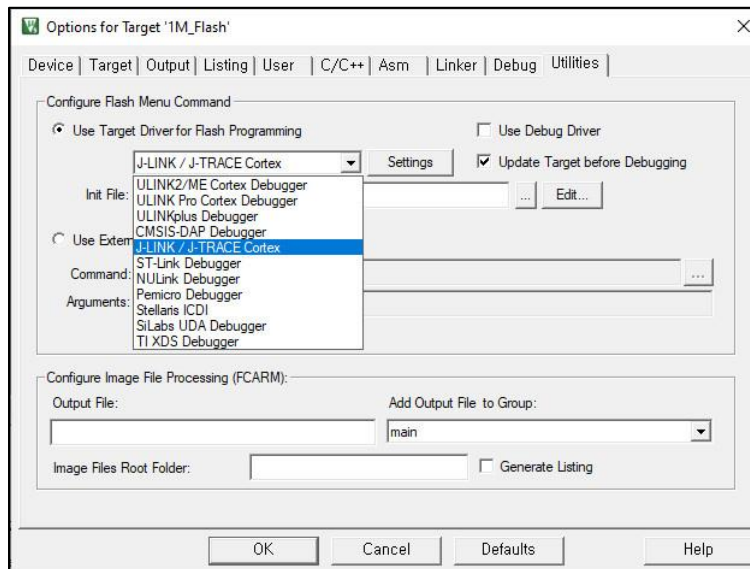 Options for Target '1M_Flash'
Device | Target | Output | Listing | User | C/C++ | Asm | Linker | Debug Utilities
Configure Flash Menu Command
Use Target Driver for Flash Programming
Use Debug Driver
J-LINK / J-TRACE Cortex
Settings
Update Target before Debugging
ULINK2/ME Cortex Debugger
ULINK Pro Cortex Debugger
ULINKplus Debugger
CMSIS-DAP Debugger
J-LINK / J-TRACE Cortex
ST-Link Debugger
NULink Debugger
Pemicro Debugger
Stellaris ICDI
SiLabs UDA Debugger
TI XDS Debugger
Init File:
...
Edit...
Use Extern
Command:
...
Arguments:
Configure Image File Processing (FCARM):
Output File:
Add Output File to Group:
main
Image Files Root Folder:
Generate Listing
OK
Cancel
Defaults
Help